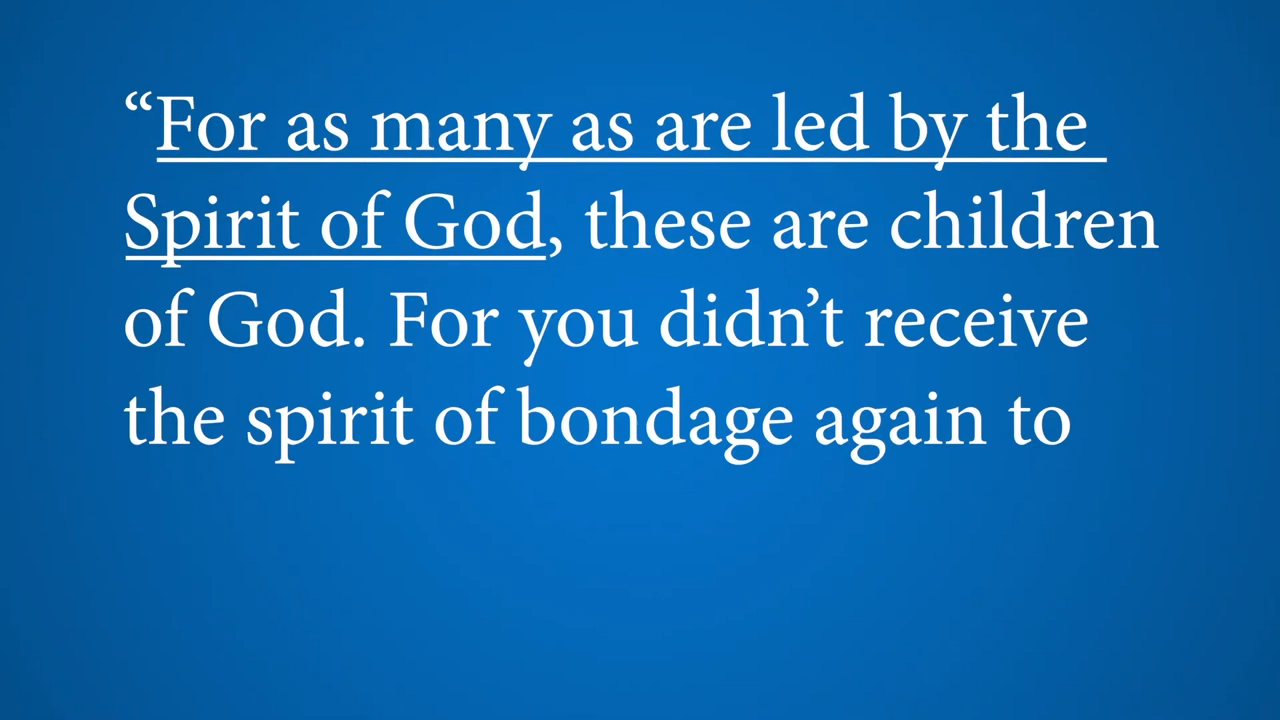 “For as many as are led by the
Spirit of God, these are children
of God. For you didn’t receive
the spirit of bondage again to